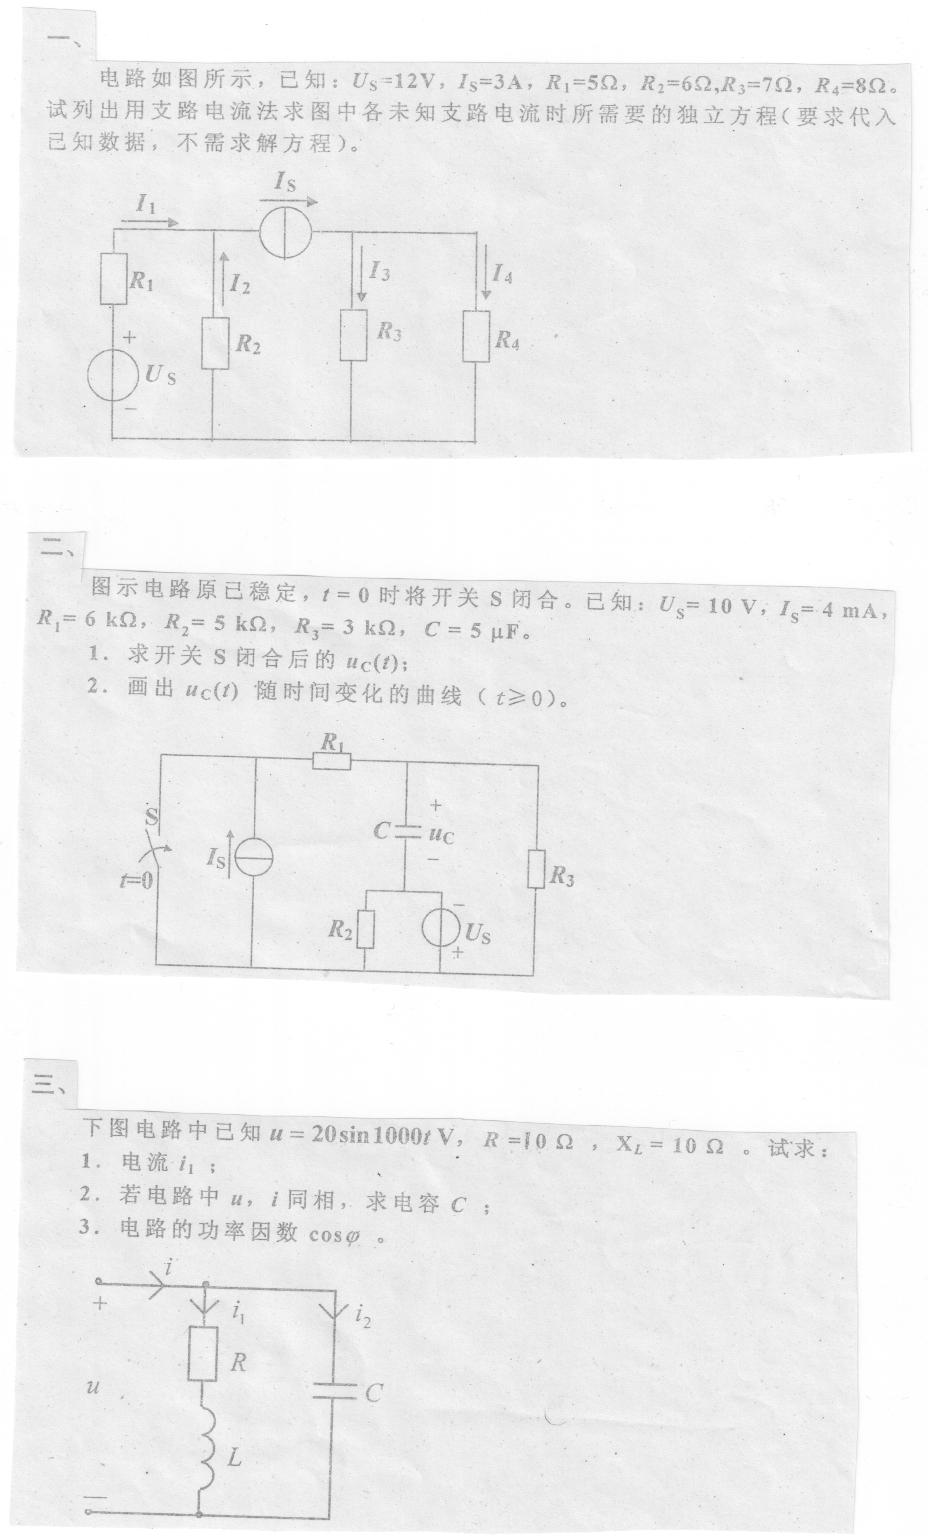 一、
电路如图所示，已知：US=12V，IS=3A，R1=5Ω，R2=6Ω,R3=7Ω，R4=8Ω。
试列出用支路电流法求图中各未知支路电流时所需要的独立方程(要求代入
已知数据，不需求解方程)。
IS
I1
R1
I2
I3
I4
+
R2
R3
R4
US
−
二、
图示电路原已稳定，t = 0 时将开关 S 闭合。已知：US= 10 V，IS= 4 mA，
R1= 6 kΩ，R2= 5 kΩ，R3= 3 kΩ，C = 5 μF。
1．求开关 S 闭合后的 uC(t)；
2．画出 uC(t) 随时间变化的曲线（ t≥0）。
R1
S
+
C
uC
−
t=0
IS
R3
−
R2
US
+
三、
下图电路中已知 u = 20sin1000t V，R =10 Ω ，XL = 10 Ω 。试求：
1．电流 i1 ；
2．若电路中 u，i 同相，求电容 C ；
3．电路的功率因数 cosφ 。
i
+
i1
i2
R
u
C
L
−